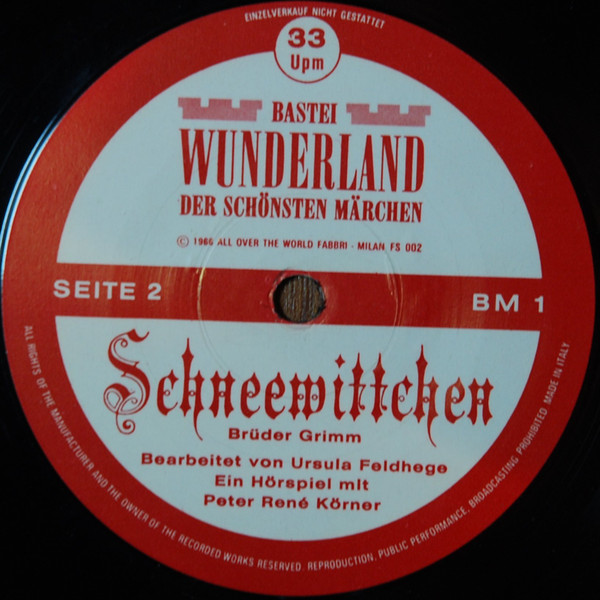 EINZELVERKAUF NICHT GESTATTET
33
Upm
BASTEI
WUNDERLAND
DER SCHÖNSTEN MÄRCHEN
© 1966 ALL OVER THE WORLD FABBRI - MILAN FS 002
SEITE 2
BM 1
Schneewittchen
Brüder Grimm
Bearbeitet von Ursula Feldhege
Ein Hörspiel mit
Peter René Körner
ALL RIGHTS OF THE MANUFACTURER AND THE OWNER OF THE RECORDED WORKS RESERVED. REPRODUCTION. PUBLIC PERFORMANCE. BROADCASTING PROHIBITED MADE IN ITALY